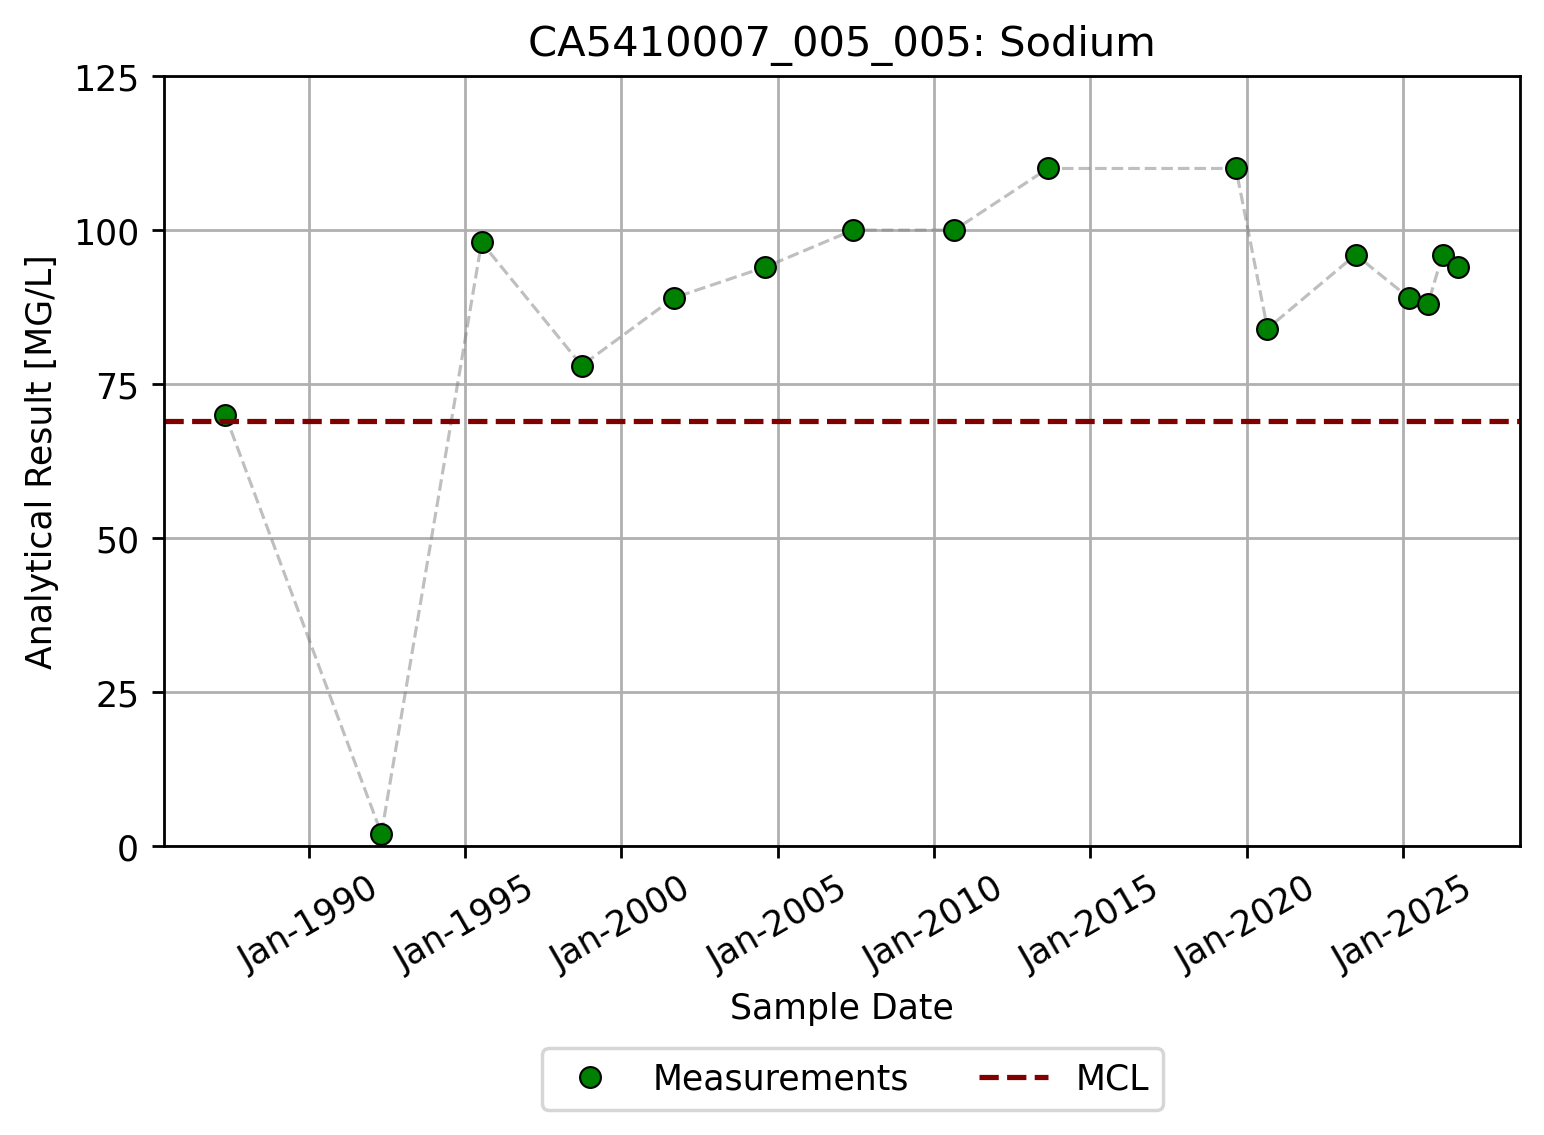 CA5410007_005_005: Sodium
Analytical Result [MG/L]
125
100
75
50
25
0
Jan-1990
Jan-1995
Jan-2000
Jan-2005
Jan-2010
Jan-2015
Jan-2020
Jan-2025
Sample Date
Measurements
MCL